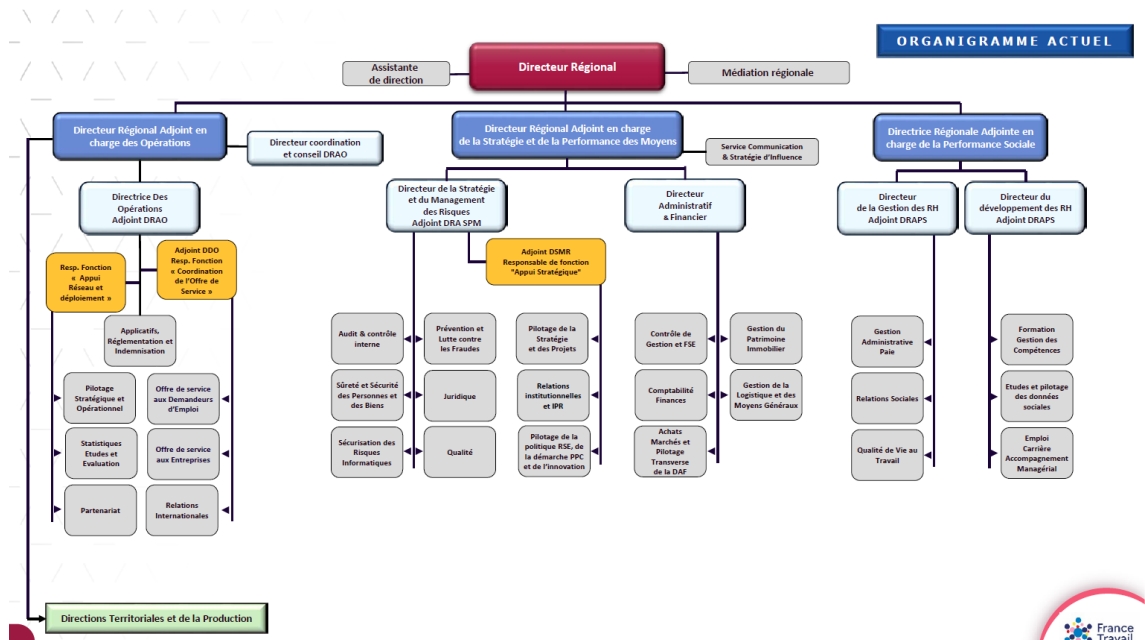 ORGANIGRAMME ACTUEL
Directeur Régional
Assistante
de direction
Médiation régionale
Directeur Régional Adjoint en
charge des Opérations
Directeur coordination
et conseil DRAO
Directeur Régional Adjoint en charge
de la Stratégie et de la Performance des Moyens
Service Communication
& Stratégie d'Influence
Directrice Régionale Adjointe en
charge de la Performance Sociale
Directrice Des
Opérations
Adjoint DRAO
Directeur de la Stratégie
et du Management
des Risques
Adjoint DRA SPM
Directeur
Administratif
& Financier
Directeur
de la Gestion des RH
Adjoint DRAPS
Directeur du
développement des RH
Adjoint DRAPS
Resp. Fonction
« Appui
Réseau et
déploiement »
Adjoint DDO
Resp. Fonction
« Coordination
de l'Offre de
Service »
Adjoint DSMR
Responsable de fonction
"Appui Stratégique"
Applicatifs,
Réglementation et
Indemnisation
Pilotage
Stratégique et
Opérationnel
Offre de service
aux Demandeurs
d'Emploi
Statistiques
Etudes et
Evaluation
Offre de service
aux Entreprises
Partenariat
Relations
Internationales
Audit & contrôle
interne
Prévention et
Lutte contre
les Fraudes
Sûreté et Sécurité
des Personnes et
des Biens
Juridique
Sécurisation des
Risques
Informatiques
Qualité
Pilotage de la
Stratégie
et des Projets
Relations
institutionnelles
et IPR
Pilotage de la
politique RSE, de
la démarche PPC
et de l'innovation
Contrôle de
Gestion et FSE
Gestion du
Patrimoine
Immobilier
Comptabilité
Finances
Gestion de la
Logistique et des
Moyens Généraux
Achats
Marchés et
Pilotage
Transverse
de la DAF
Gestion
Administrative
Paie
Relations Sociales
Qualité de Vie au
Travail
Formation
Gestion des
Compétences
Etudes et pilotage
des données
sociales
Emploi
Carrière
Accompagnement
Managérial
Directions Territoriales et de la Production
France
Travail